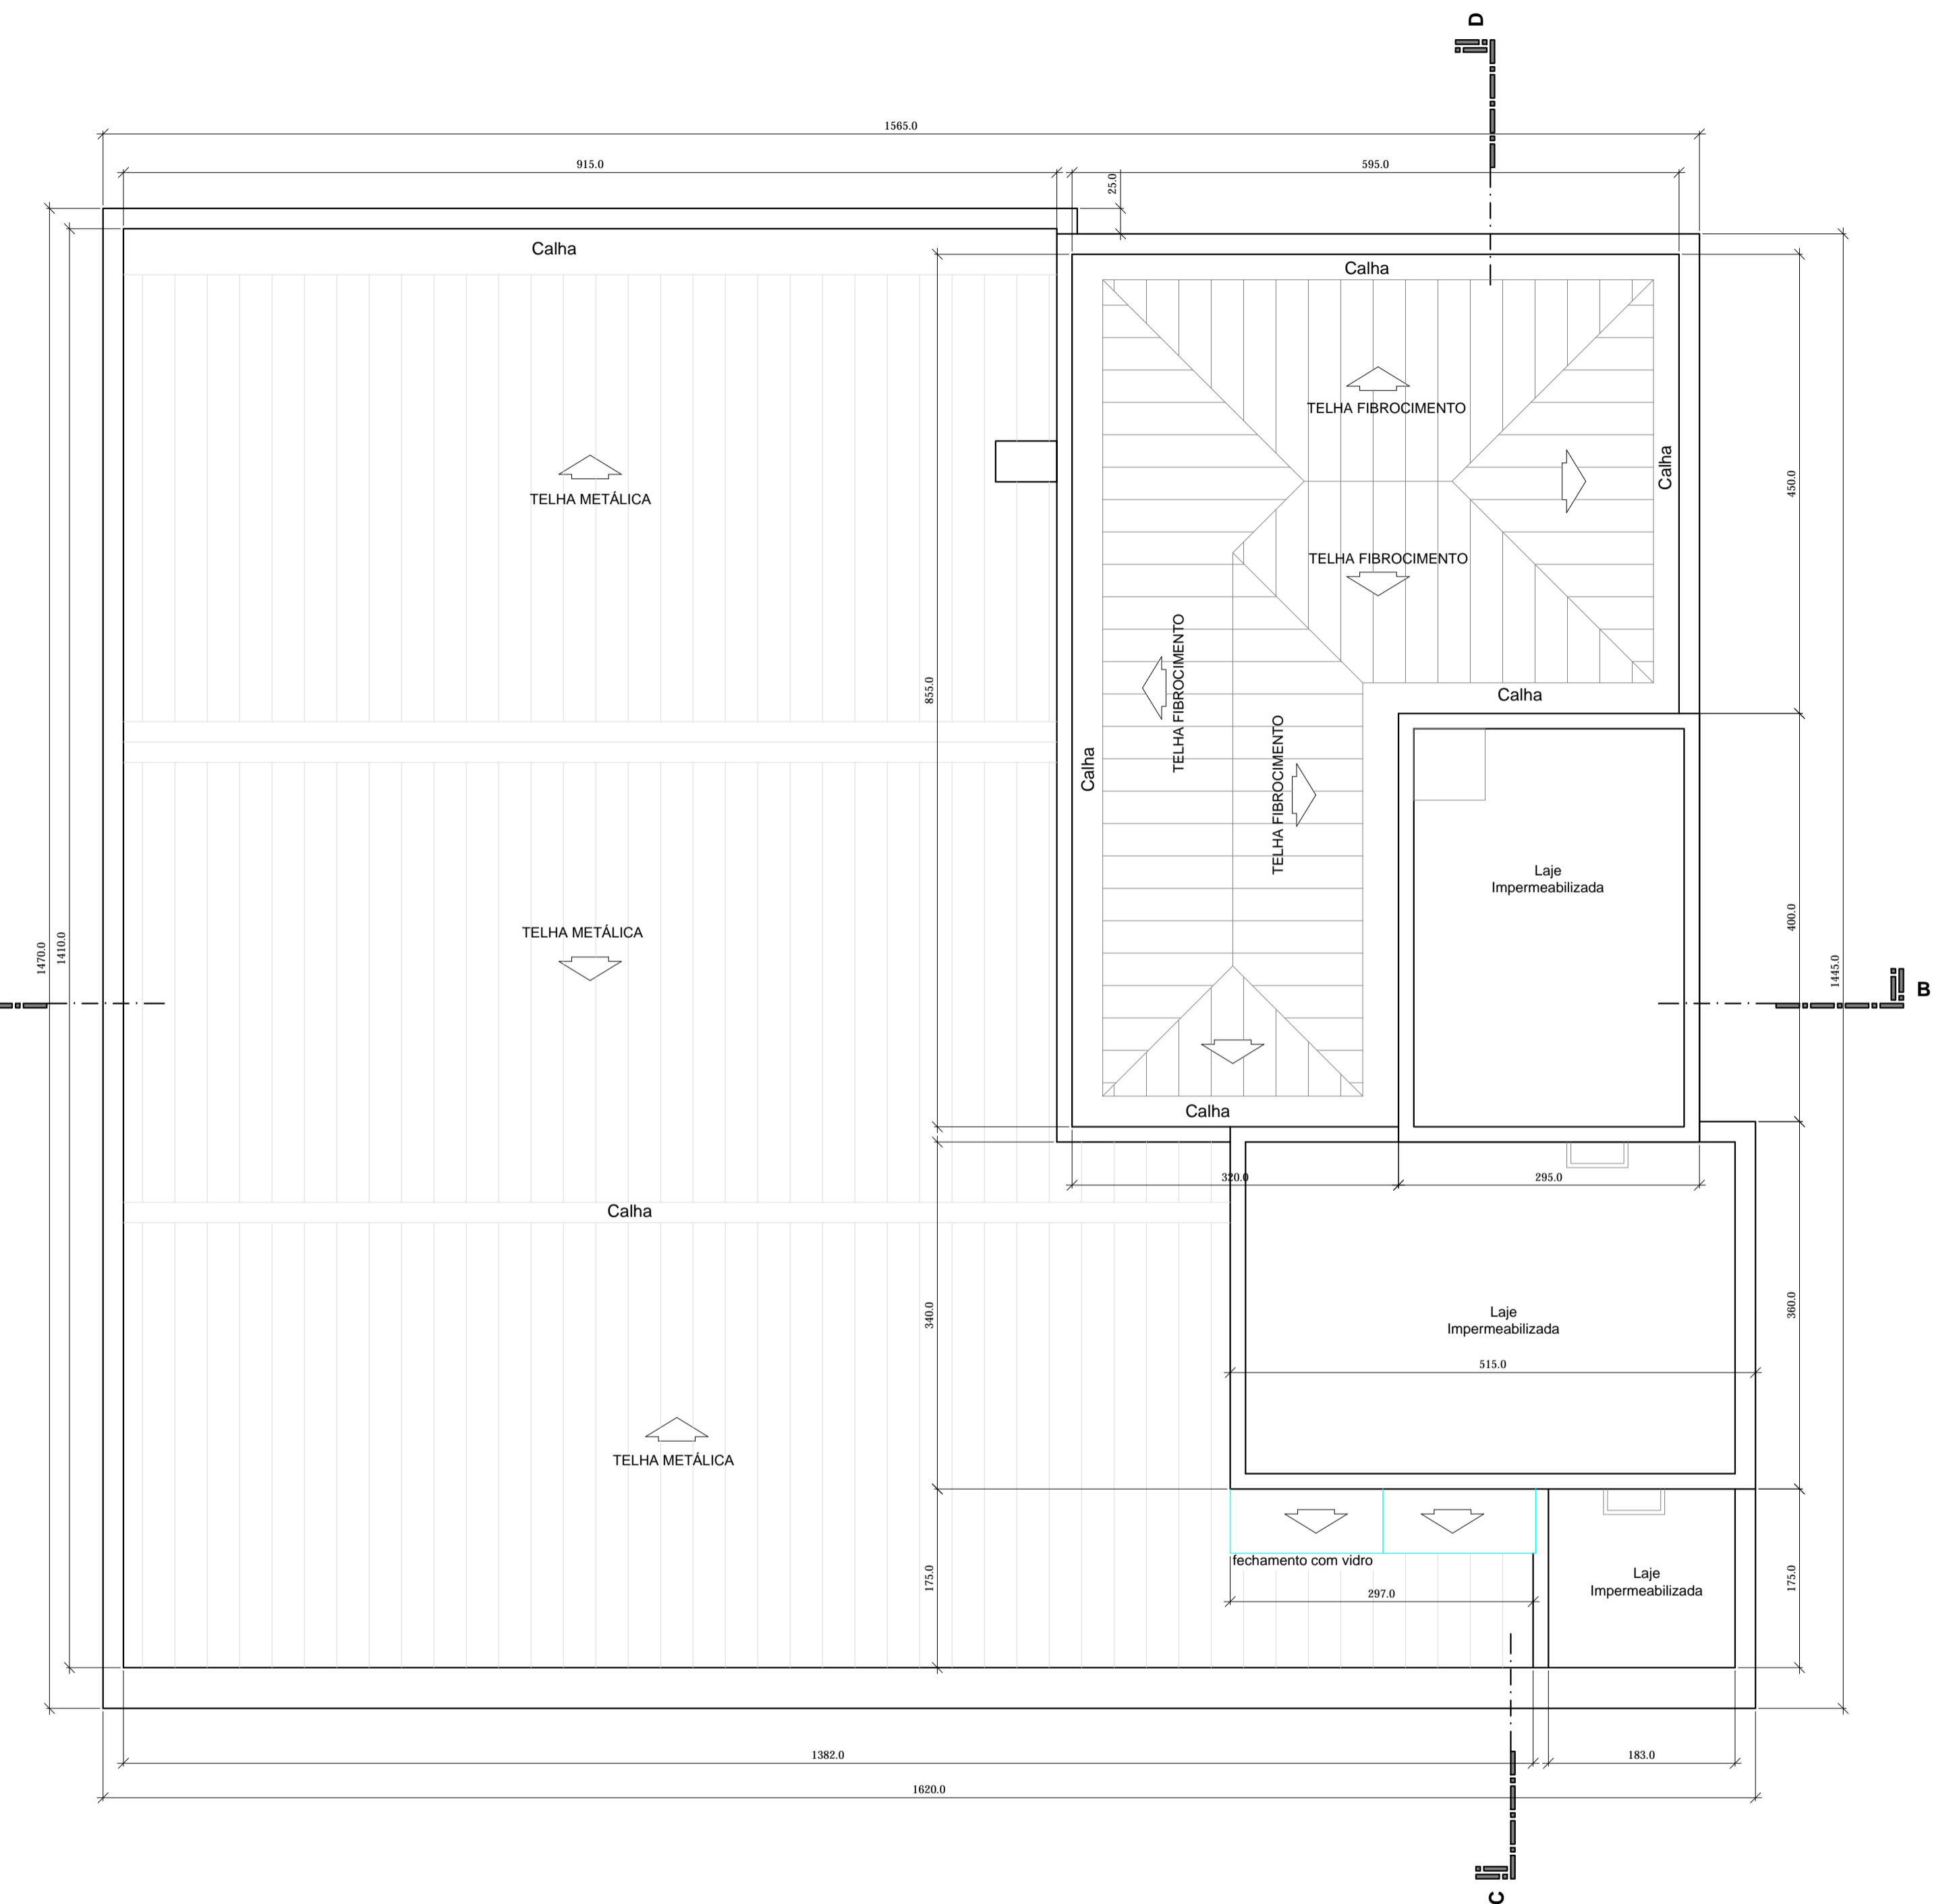 D
1565.0
915.0
595.0
25.0
Calha
Calha
TELHA FIBROCIMENTO
Calha
450.0
TELHA METÁLICA
TELHA FIBROCIMENTO
855.0
TELHA FIBROCIMENTO
Calha
TELHA FIBROCIMENTO
Calha
Laje
Impermeabilizada
400.0
TELHA METÁLICA
1470.0
1410.0
1445.0
B
Calha
320.0
295.0
Calha
340.0
Laje
Impermeabilizada
360.0
515.0
TELHA METÁLICA
fechamento com vidro
175.0
297.0
Laje
Impermeabilizada
175.0
1382.0
183.0
1620.0
C